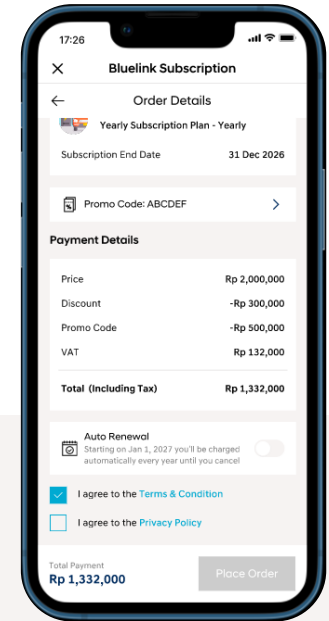 17:26
Bluelink Subscription
Order Details
Yearly Subscription Plan - Yearly
Subscription End Date 31 Dec 2026
Promo Code: ABCDEF
Payment Details
Price Rp 2,000,000
Discount -Rp 300,000
Promo Code -Rp 500,000
VAT Rp 132,000
Total (Including Tax) Rp 1,332,000
Auto Renewal
Starting on Jan 1, 2027 you'll be charged
automatically every year until you cancel
I agree to the Terms & Condition
I agree to the Privacy Policy
Total Payment
Rp 1,332,000
Place Order